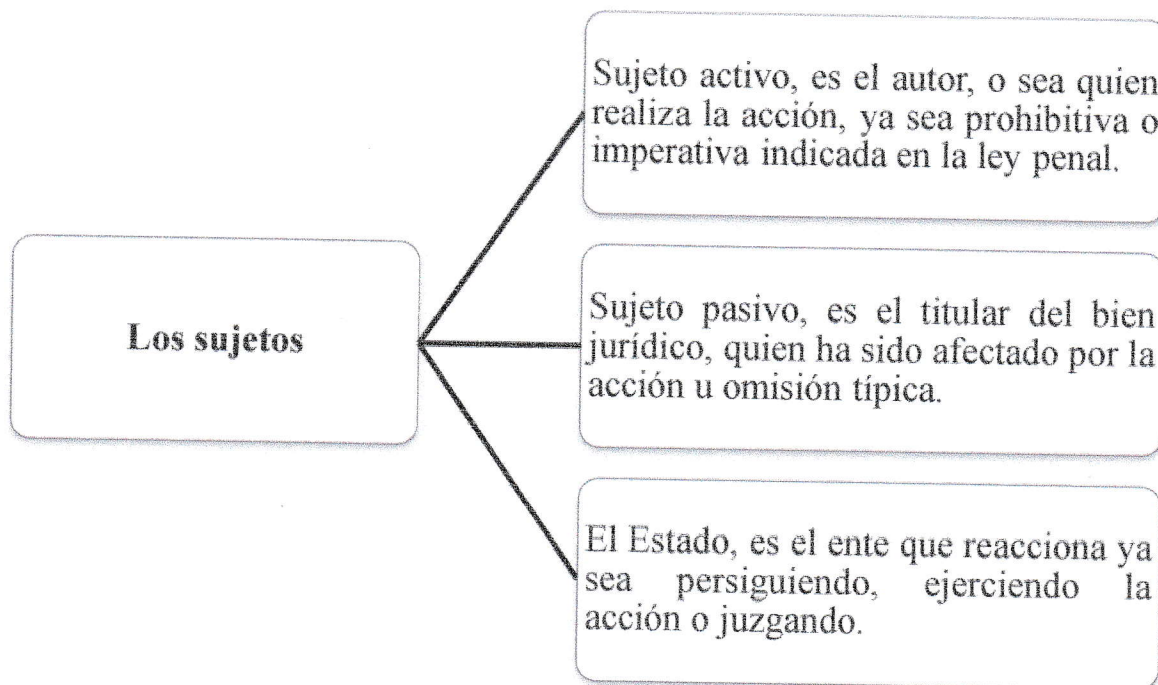 Los sujetos
Sujeto activo, es el autor, o sea quien
realiza la acción, ya sea prohibitiva o
imperativa indicada en la ley penal.
Sujeto pasivo, es el titular del bien
jurídico, quien ha sido afectado por la
acción u omisión típica.
El Estado, es el ente que reacciona ya
sea persiguiendo, ejerciendo la
acción o juzgando.